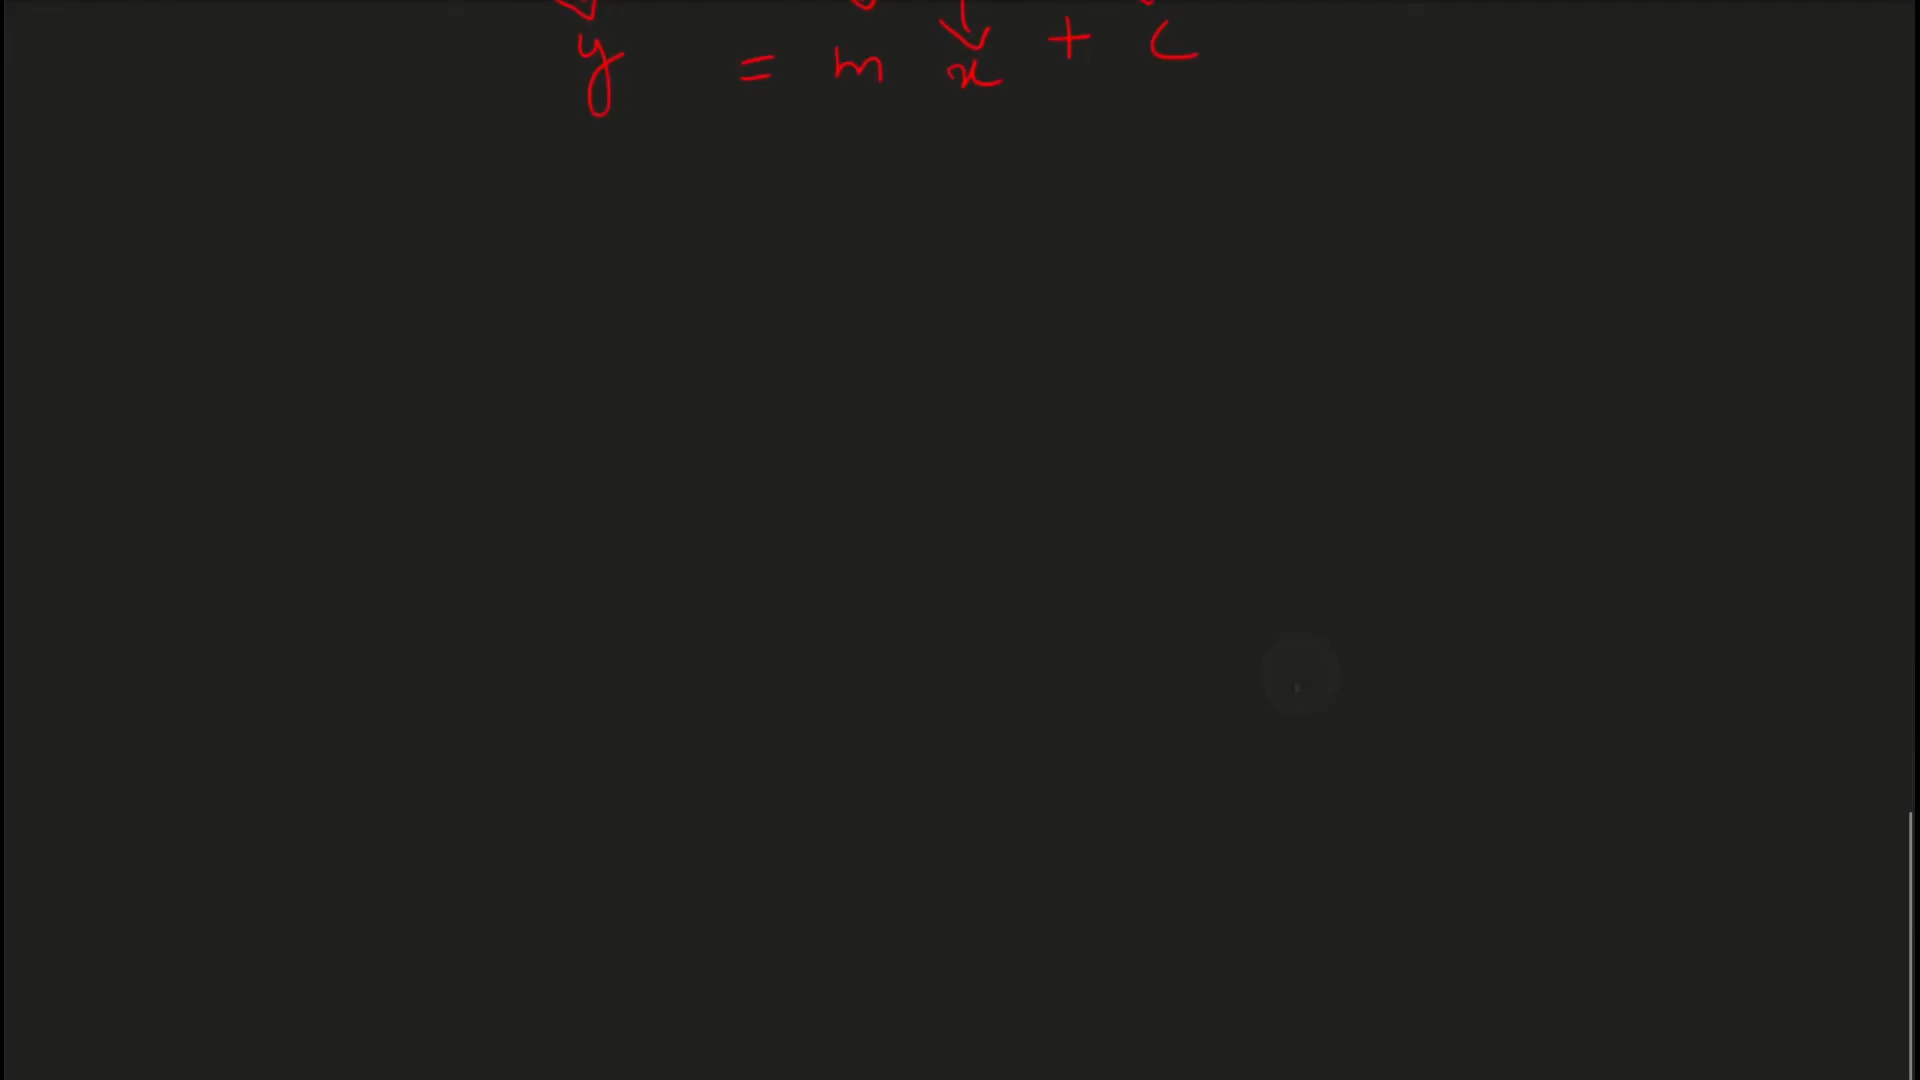 y = m x + c